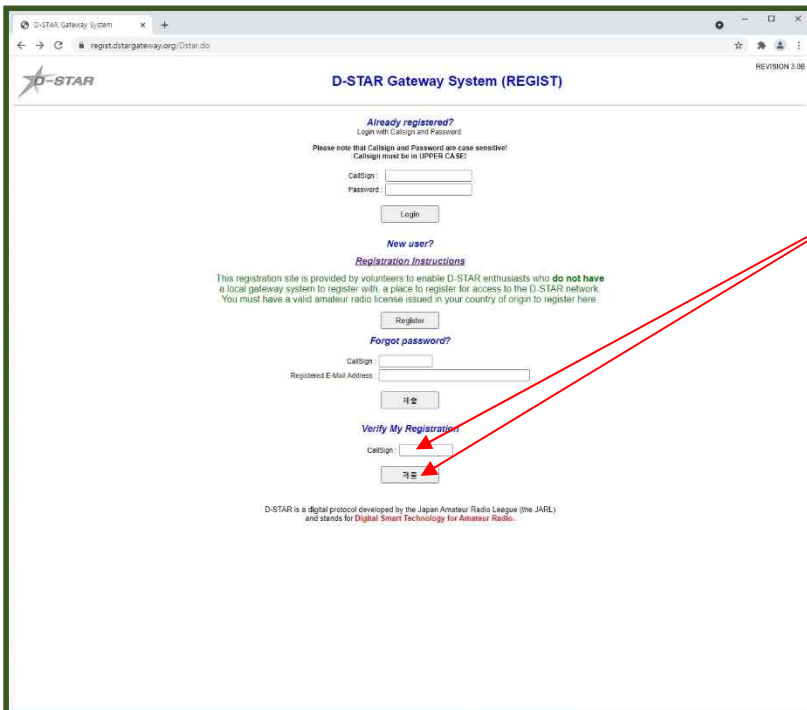 D-STAR Gateway System
regist.dstargateway.org/Dstar.do
REVISION 3.0B
D-STAR
D-STAR Gateway System (REGIST)
Already registered?
Login with Callsign and Password.
Please note that Callsign and Password are case sensitive!
Callsign must be in UPPER CASE!
CallSign :
Password :
Login
New user?
Registration Instructions
This registration site is provided by volunteers to enable D-STAR enthusiasts who do not have
a local gateway system to register with, a place to register for access to the D-STAR network.
You must have a valid amateur radio license issued in your country of origin to register here.
Register
Forgot password?
CallSign :
Registered E-Mail Address :
제출
Verify My Registration
CallSign :
제출
D-STAR is a digital protocol developed by the Japan Amateur Radio League (the JARL)
and stands for Digital Smart Technology for Amateur Radio.